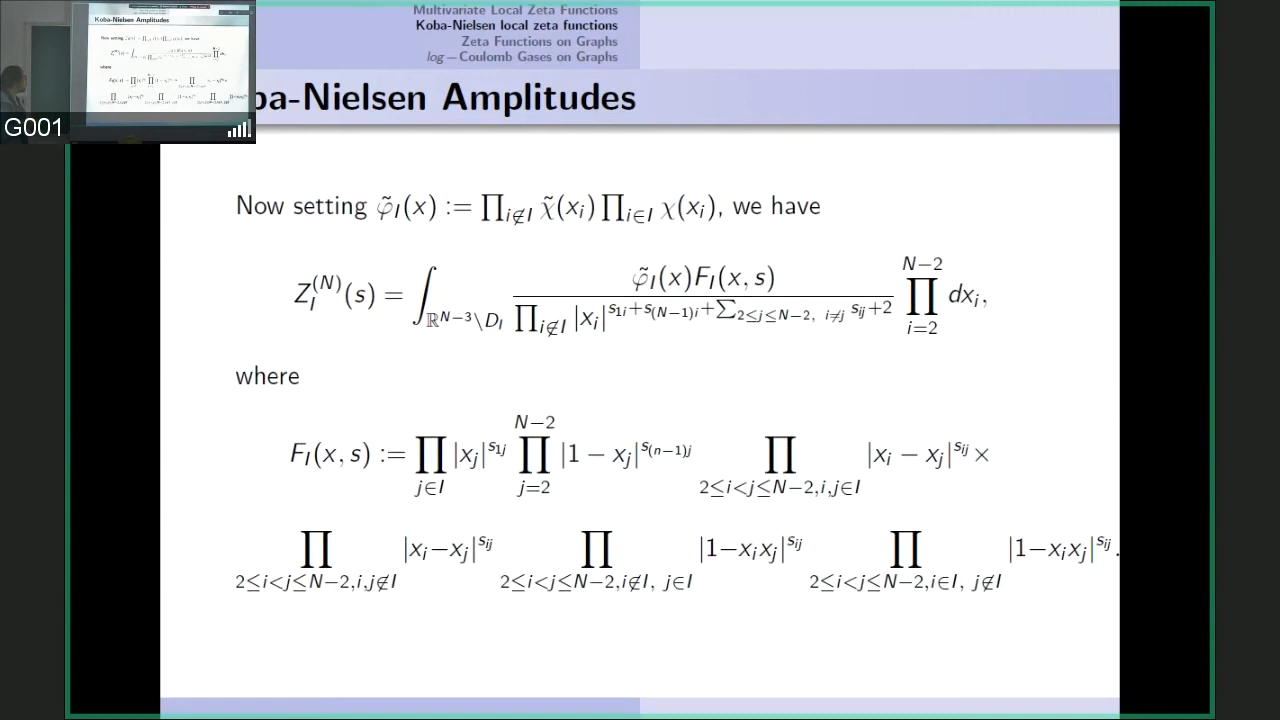 Multivariate Local Zeta Functions
Koba-Nielsen local zeta functions
Zeta Functions on Graphs
log − Coulomb Gases on Graphs
Koba-Nielsen Amplitudes
G001
ba-Nielsen Amplitudes
Now setting φ̃_I(x) := ∏_{i∉I} χ̃(x_i) ∏_{i∈I} χ(x_i), we have
Z_I^{(N)}(s) = ∫_{ℝ^{N−3}\D_I} φ̃_I(x)F_I(x, s) / ∏_{i∉I} |x_i|^{s_{1i}+s_{(N−1)i}+∑_{2≤j≤N−2, i≠j} s_{ij}+2} ∏_{i=2}^{N−2} dx_i,
where
F_I(x, s) := ∏_{j∈I} |x_j|^{s_{1j}} ∏_{j=2}^{N−2} |1 − x_j|^{s_{(n−1)j}} ∏_{2≤i<j≤N−2,i,j∈I} |x_i − x_j|^{s_{ij}} ×
∏_{2≤i<j≤N−2,i,j∉I} |x_i−x_j|^{s_{ij}} ∏_{2≤i<j≤N−2,i∉I, j∈I} |1−x_ix_j|^{s_{ij}} ∏_{2≤i<j≤N−2,i∈I, j∉I} |1−x_ix_j|^{s_{ij}}.